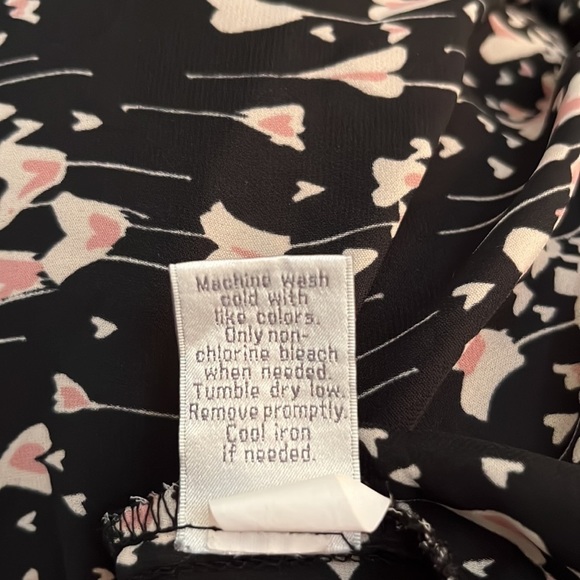 Machine wash
cold with
like colors.
Only non-
chlorine bleach
when needed.
Tumble dry low.
Remove promptly.
Cool iron
if needed.